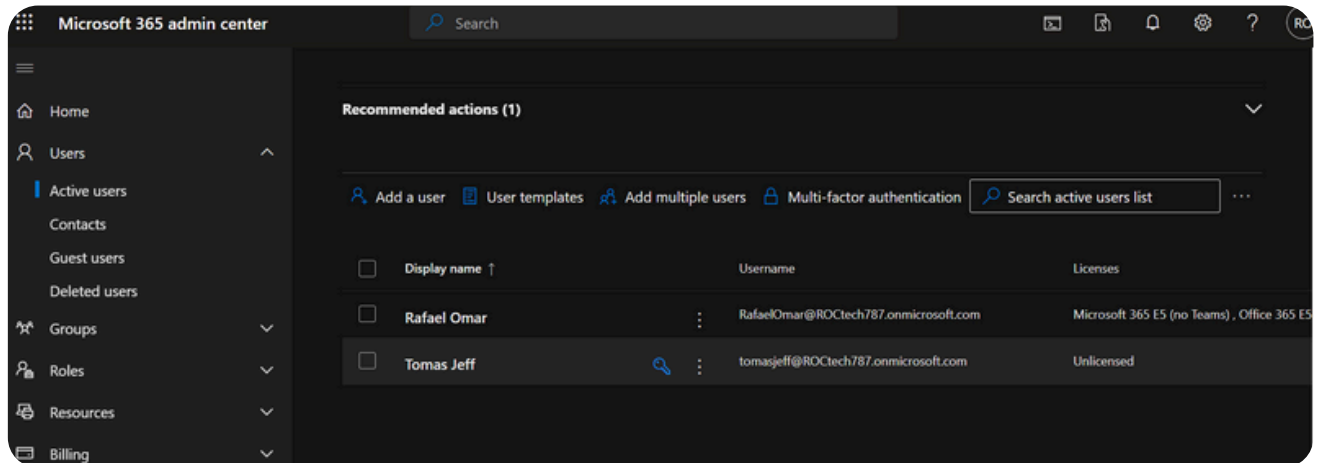 Microsoft 365 admin center
Search
RO
Home
Users
Active users
Contacts
Guest users
Deleted users
Groups
Roles
Resources
Billing
Recommended actions (1)
Add a user User templates Add multiple users Multi-factor authentication Search active users list
Display name ↑ Username Licenses
Rafael Omar RafaelOmar@ROCtech787.onmicrosoft.com Microsoft 365 E5 (no Teams) , Office 365 E5
Tomas Jeff tomasjeff@ROCtech787.onmicrosoft.com Unlicensed